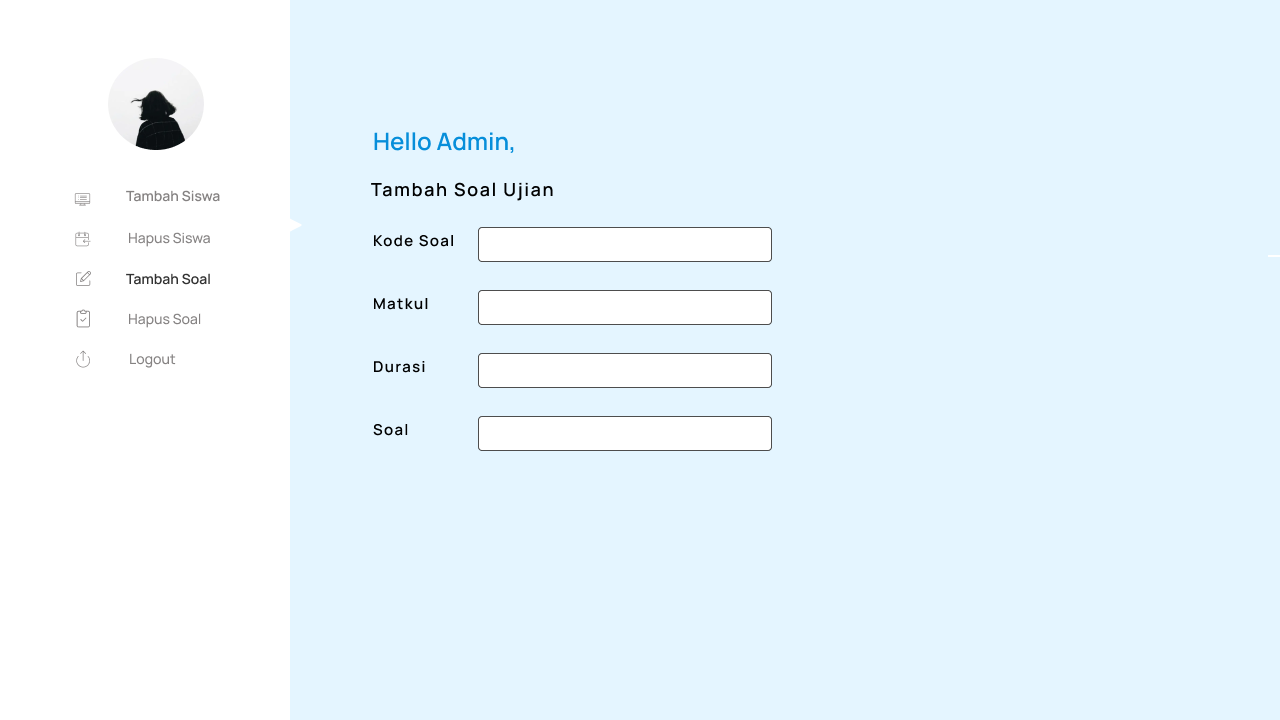 Tambah Siswa
Hapus Siswa
Tambah Soal
Hapus Soal
Logout
Hello Admin,
Tambah Soal Ujian
Kode Soal
Matkul
Durasi
Soal